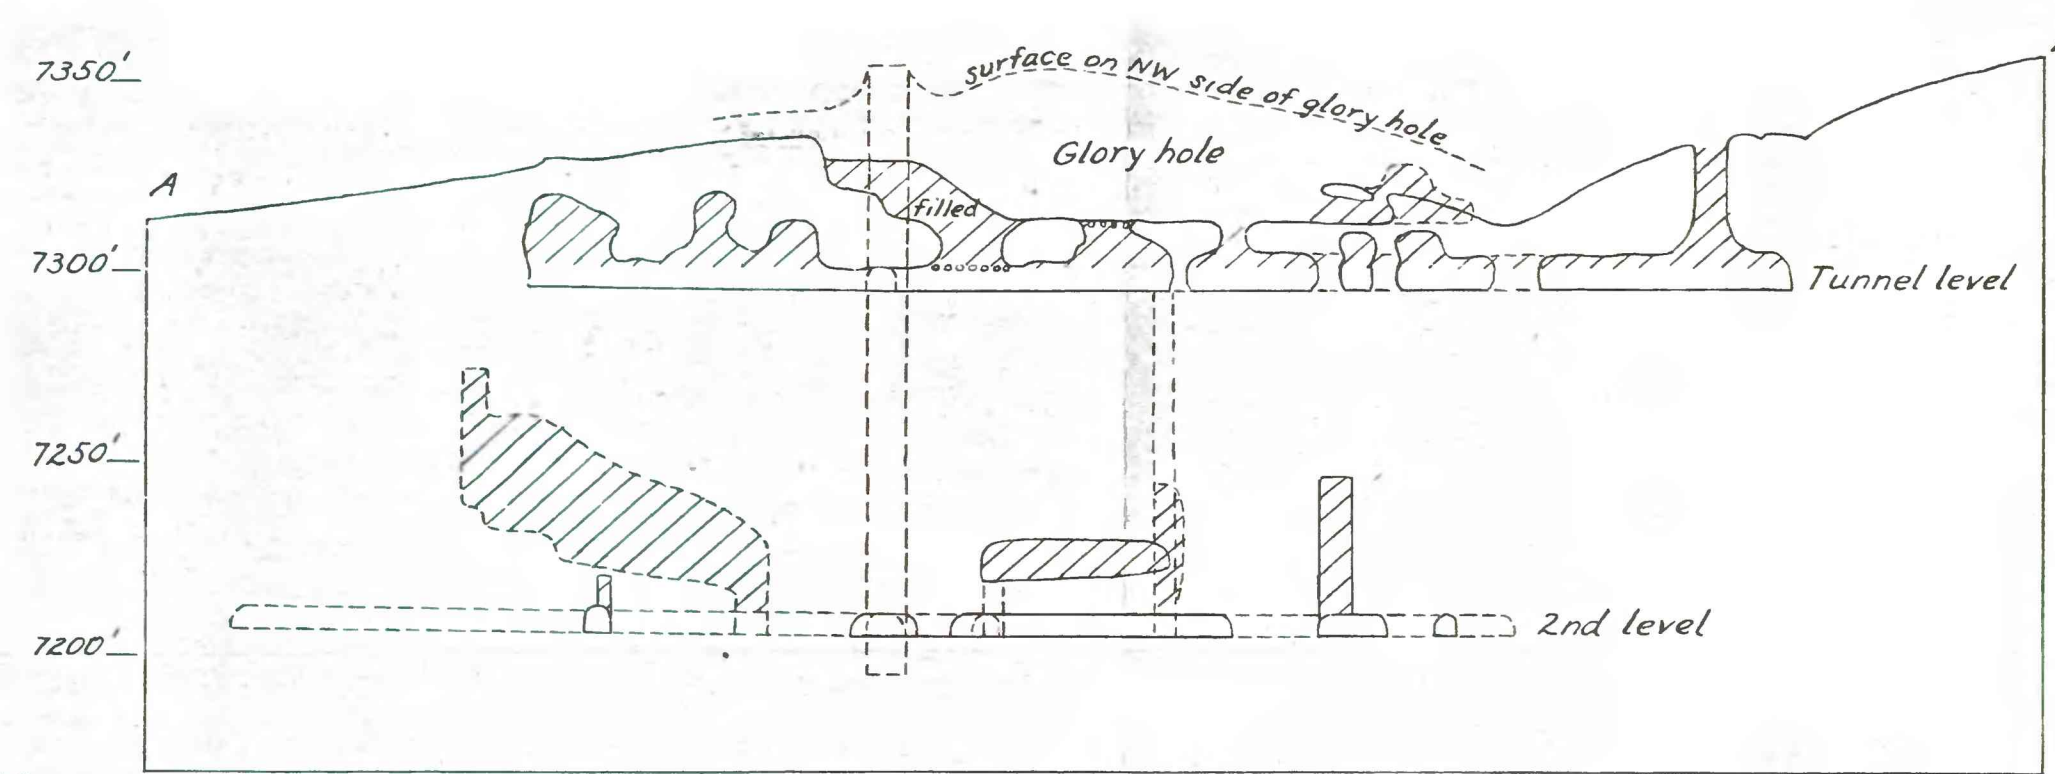 7350'
surface on NW side of glory hole
Glory hole
A
filled
7300'
Tunnel level
7250'
2nd level
7200'